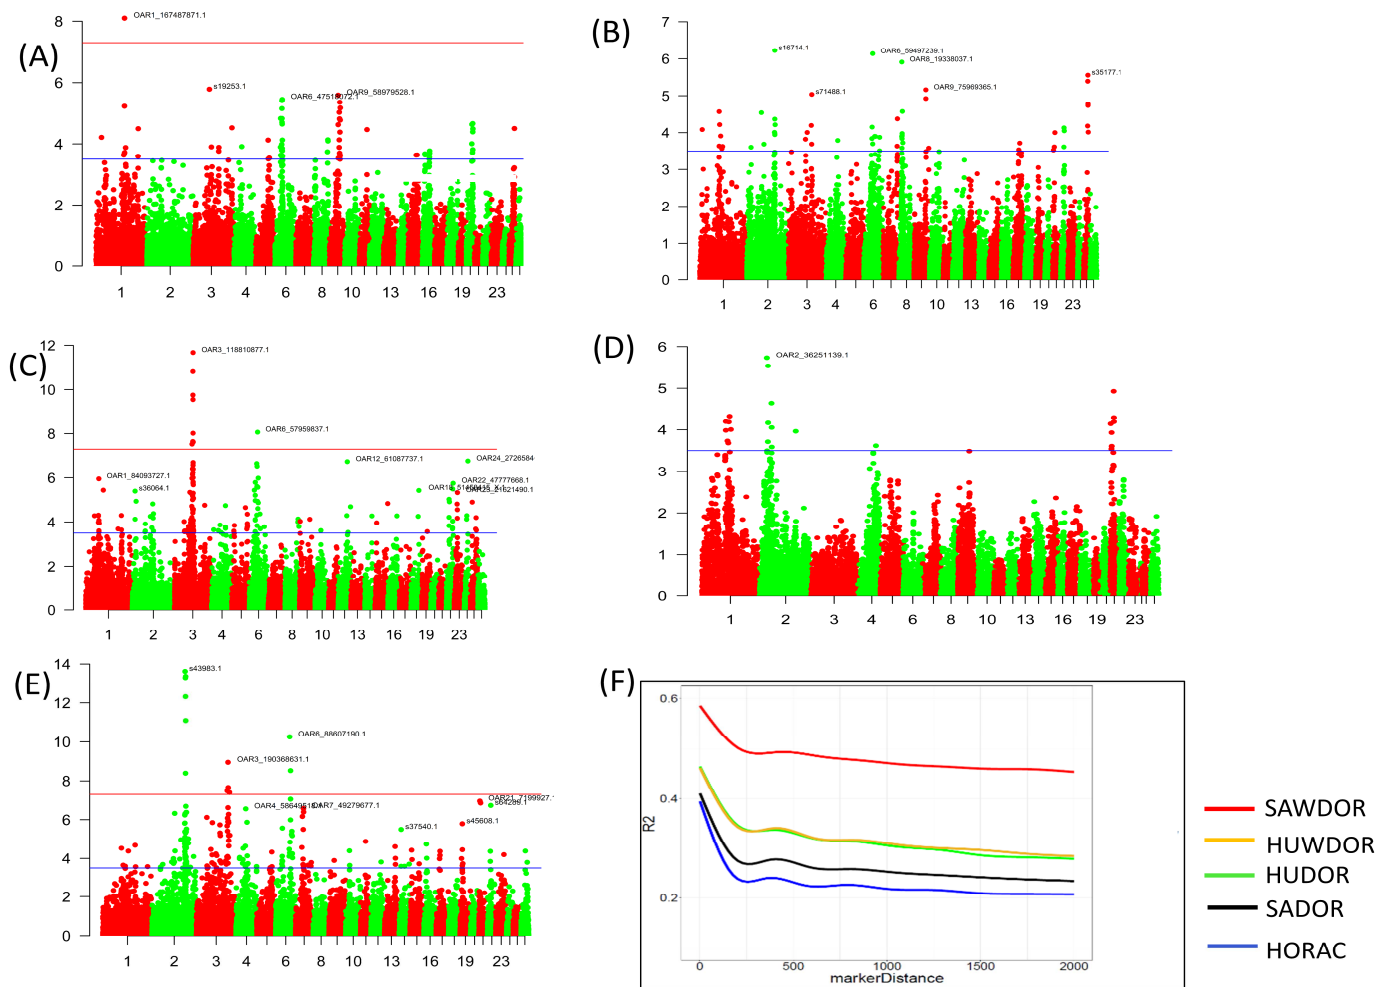 (A)
8
6
4
2
0
OAR1_167487871.1
s19253.1
OAR9_58979528.1
1 2 3 4 6 8 10 13 16 19 23
(B)
7
6
5
4
3
2
1
0
s16714.1
OAR6_59497239.1
OAR8_19338037.1
s35177.1
OAR9_75969365.1
s71488.1
1 2 3 4 6 8 10 13 16 19 23
(C)
12
10
8
6
4
2
0
OAR3_118810877.1
OAR6_57959837.1
OAR12_61087737.1
OAR24_2726584
OAR1_84093727.1
OAR22_47777668.1
s36064.1
1 2 3 4 6 8 10 13 16 19 23
(D)
6
5
4
3
2
1
0
OAR2_36251139.1
1 2 3 4 6 8 10 13 16 19 23
(E)
14
12
10
8
6
4
2
0
s43983.1
OAR6_88607190.1
OAR3_190368631.1
OAR7_49279677.1
s45608.1
s37540.1
1 2 3 4 6 8 10 13 16 19 23
(F)
0.6
0.4
0.2
R2
0 500 1000 1500 2000
markerDistance
SAWDOR
HUWDOR
HUDOR
SADOR
HORAC